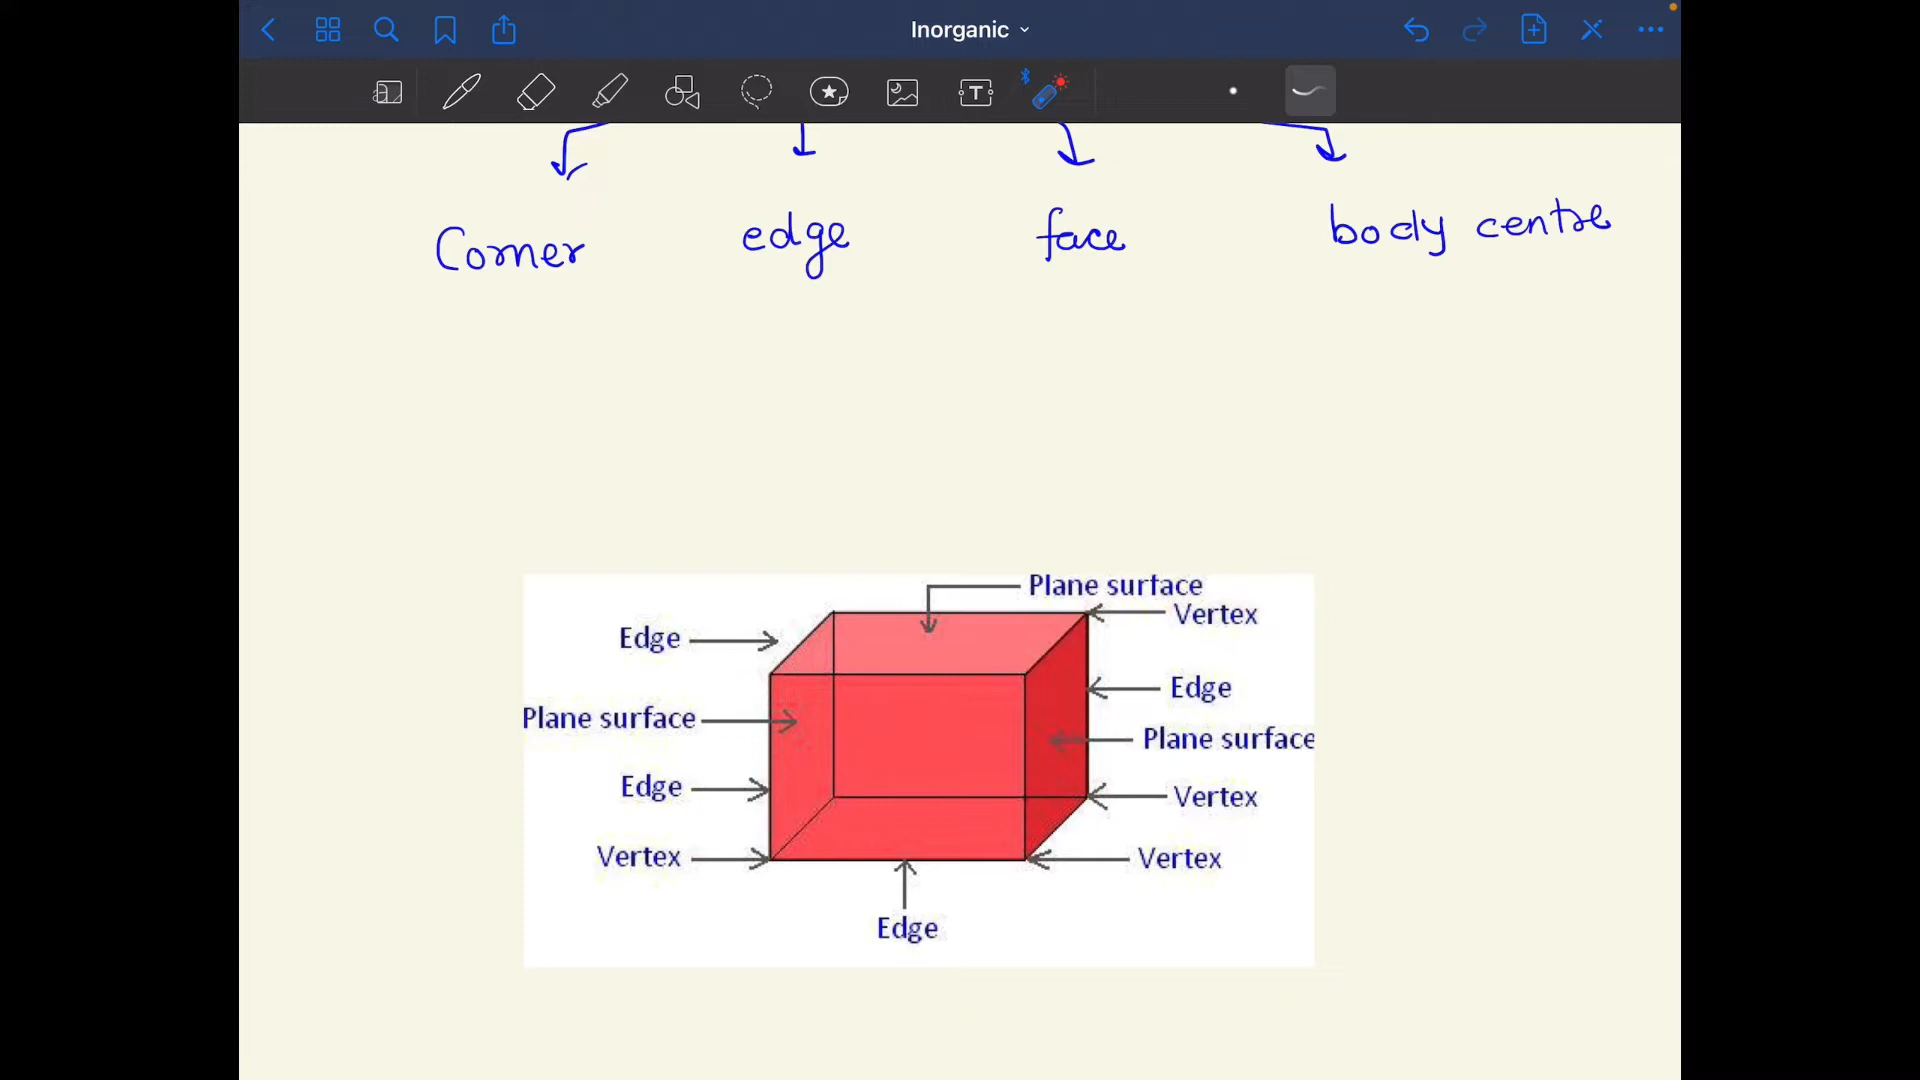 Inorganic
Corner edge face body centre
Plane surface
Vertex
Edge
Edge
Plane surface
Plane surface
Edge
Vertex
Vertex
Vertex
Edge